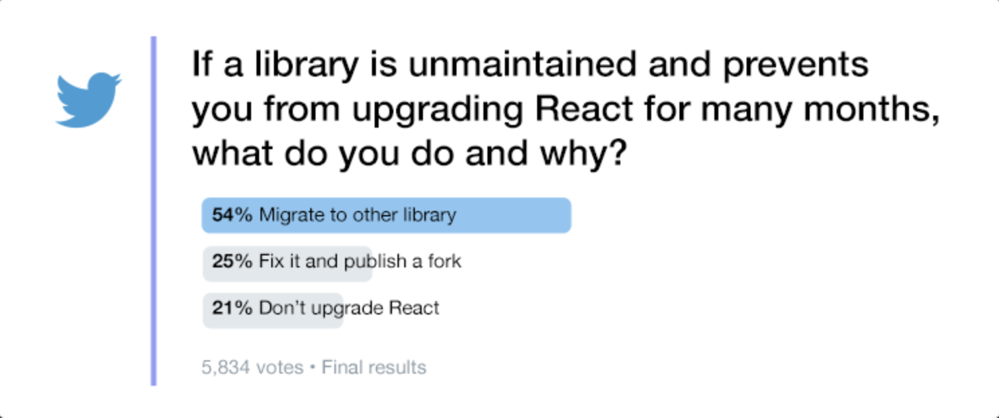 If a library is unmaintained and prevents
you from upgrading React for many months,
what do you do and why?
54% Migrate to other library
25% Fix it and publish a fork
21% Don’t upgrade React
5,834 votes • Final results